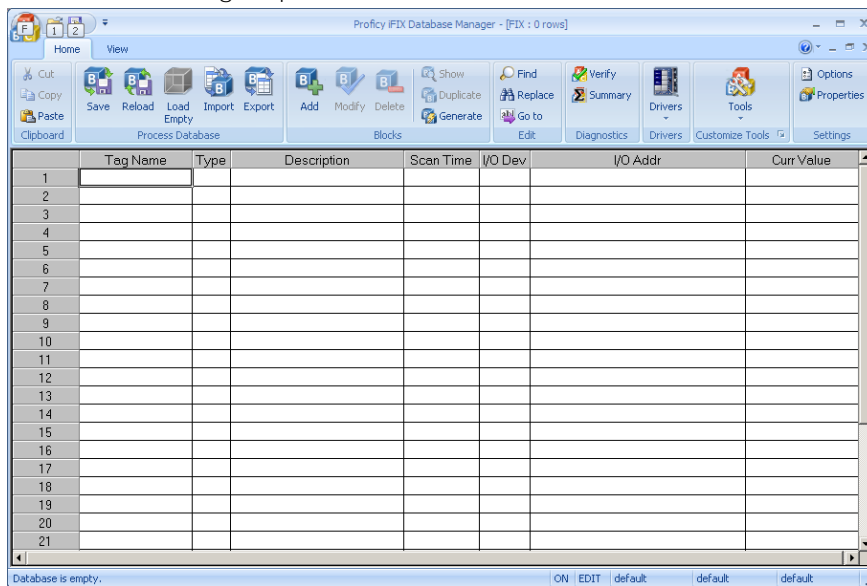 Proficy iFIX Database Manager - [FIX : 0 rows]
F 1 2
Home View
Cut Copy Paste
Save Reload Load Empty Import Export
Add Modify Delete
Show Duplicate Generate
Find Replace Go to
Verify Summary
Drivers
Tools
Options Properties
Clipboard Process Database Blocks Edit Diagnostics Drivers Customize Tools Settings
Tag Name Type Description Scan Time I/O Dev I/O Addr Curr Value
1
2
3
4
5
6
7
8
9
10
11
12
13
14
15
16
17
18
19
20
21
Database is empty. ON EDIT default default default